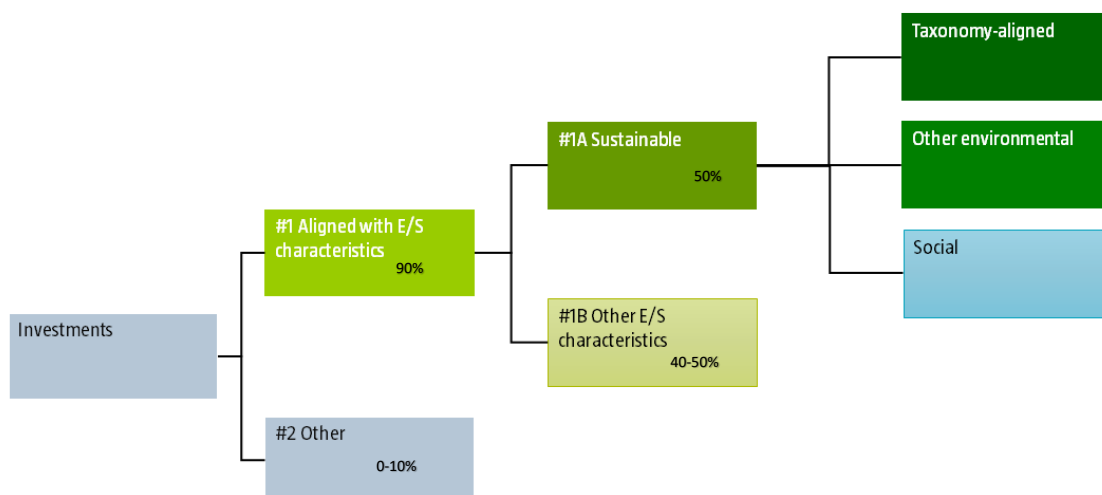 Taxonomy-aligned
Other environmental
Social
#1A Sustainable
50%
#1 Aligned with E/S
characteristics
90%
#1B Other E/S
characteristics
40-50%
Investments
#2 Other
0-10%